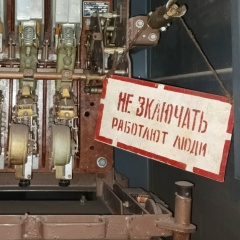 НЕ ВКЛЮЧАТЬ
РАБОТАЮТ ЛЮДИ